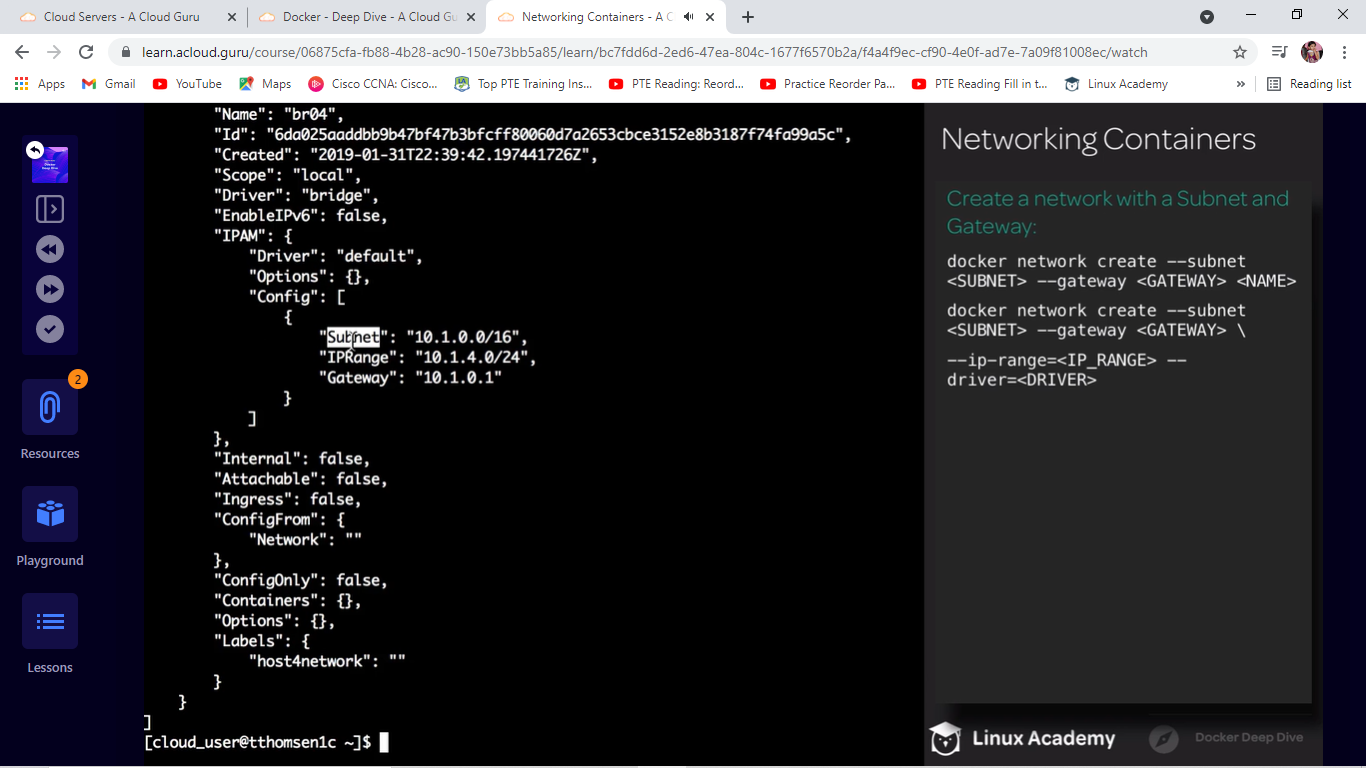 Cloud Servers - A Cloud Guru
Docker - Deep Dive - A Cloud Gu
Networking Containers - A C
learn.acloud.guru/course/06875cfa-fb88-4b28-ac90-150e73bb5a85/learn/bc7fdd6d-2ed6-47ea-804c-1677f6570b2a/f4a4f9ec-cf90-4e0f-ad7e-7a09f81008ec/watch
Apps
Gmail
YouTube
Maps
Cisco CCNA: Cisco...
Top PTE Training Ins...
PTE Reading: Reord...
Practice Reorder Pa...
PTE Reading Fill in t...
Linux Academy
Reading list
2
Resources
Playground
Lessons
"Name": "br04",
"Id": "6da025aaddbb9b47bf47b3bfcff80060d7a2653cbce3152e8b3187f74fa99a5c",
"Created": "2019-01-31T22:39:42.197441726Z",
"Scope": "local",
"Driver": "bridge",
"EnableIPv6": false,
"IPAM": {
"Driver": "default",
"Options": {},
"Config": [
{
"Subnet": "10.1.0.0/16",
"IPRange": "10.1.4.0/24",
"Gateway": "10.1.0.1"
}
]
},
"Internal": false,
"Attachable": false,
"Ingress": false,
"ConfigFrom": {
"Network": ""
},
"ConfigOnly": false,
"Containers": {},
"Options": {},
"Labels": {
"host4network": ""
}
}
]
[cloud_user@tthomsen1c ~]$
Networking Containers
Create a network with a Subnet and
Gateway:
docker network create --subnet
<SUBNET> --gateway <GATEWAY> <NAME>
docker network create --subnet
<SUBNET> --gateway <GATEWAY> \
--ip-range=<IP_RANGE> --
driver=<DRIVER>
Linux Academy
Docker Deep Dive